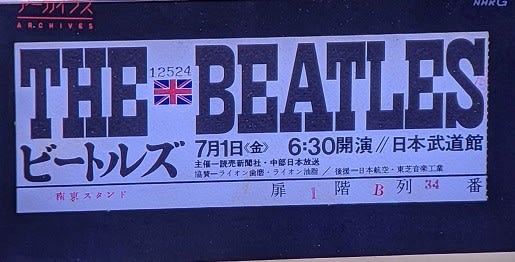 アーカイブス
ARCHIVES
NHK G
THE BEATLES
12524
ビートルズ
7月1日《金》 6:30開演//日本武道館
主催ー読売新聞社・中部日本放送
協賛ーライオン歯磨・ライオン油脂/後援ー日本航空・東芝音楽工業
南東スタンド 扉 1 階 B 列 34 番